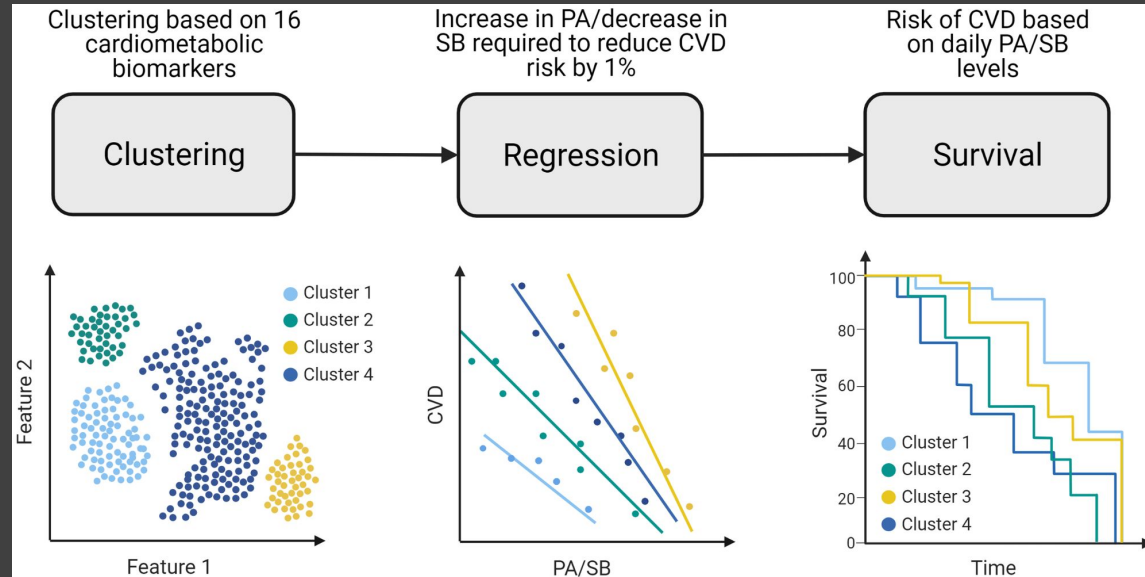 Clustering based on 16
cardiometabolic
biomarkers
Increase in PA/decrease in
SB required to reduce CVD
risk by 1%
Risk of CVD based
on daily PA/SB
levels
Clustering
Regression
Survival
Feature 2
Feature 1
Cluster 1
Cluster 2
Cluster 3
Cluster 4
CVD
PA/SB
Survival
100
80
60
40
20
0
Cluster 1
Cluster 2
Cluster 3
Cluster 4
Time